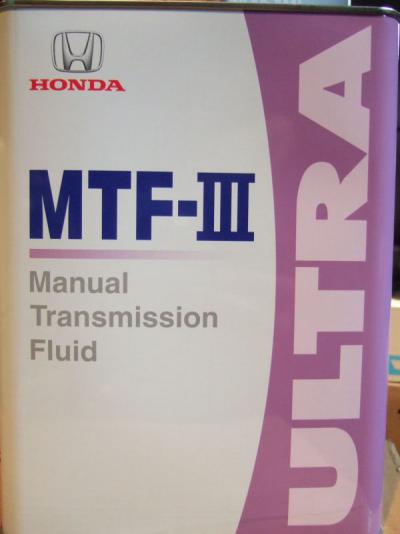 HONDA
MTF-III
Manual
Transmission
Fluid
ULTRA